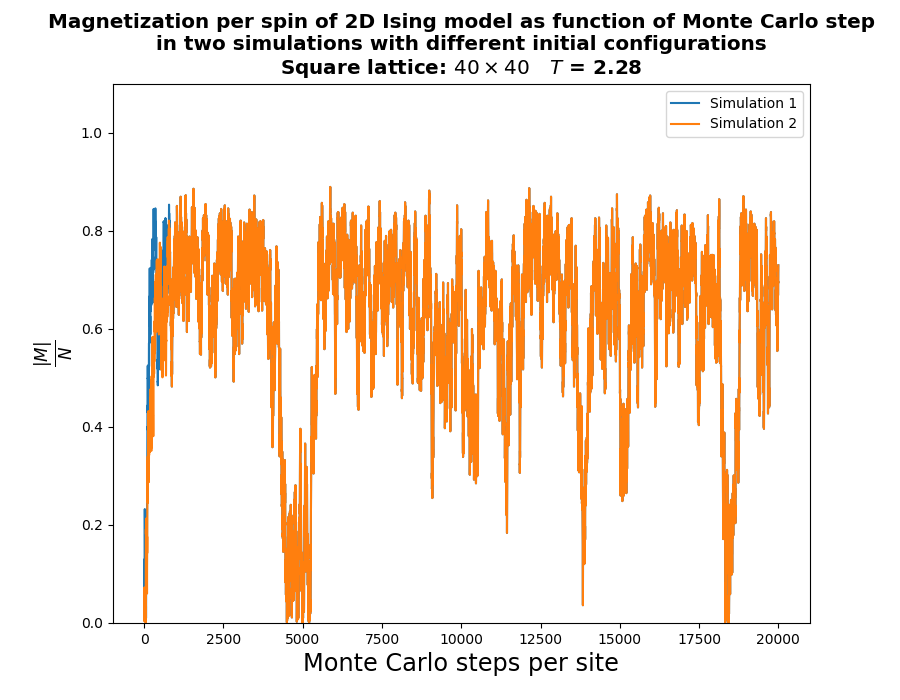 Magnetization per spin of 2D Ising model as function of Monte Carlo step
in two simulations with different initial configurations
Square lattice: 40 × 40 T = 2.28
Simulation 1
Simulation 2
1.0
0.8
0.6
0.4
0.2
0.0
|M|
N
0 2500 5000 7500 10000 12500 15000 17500 20000
Monte Carlo steps per site